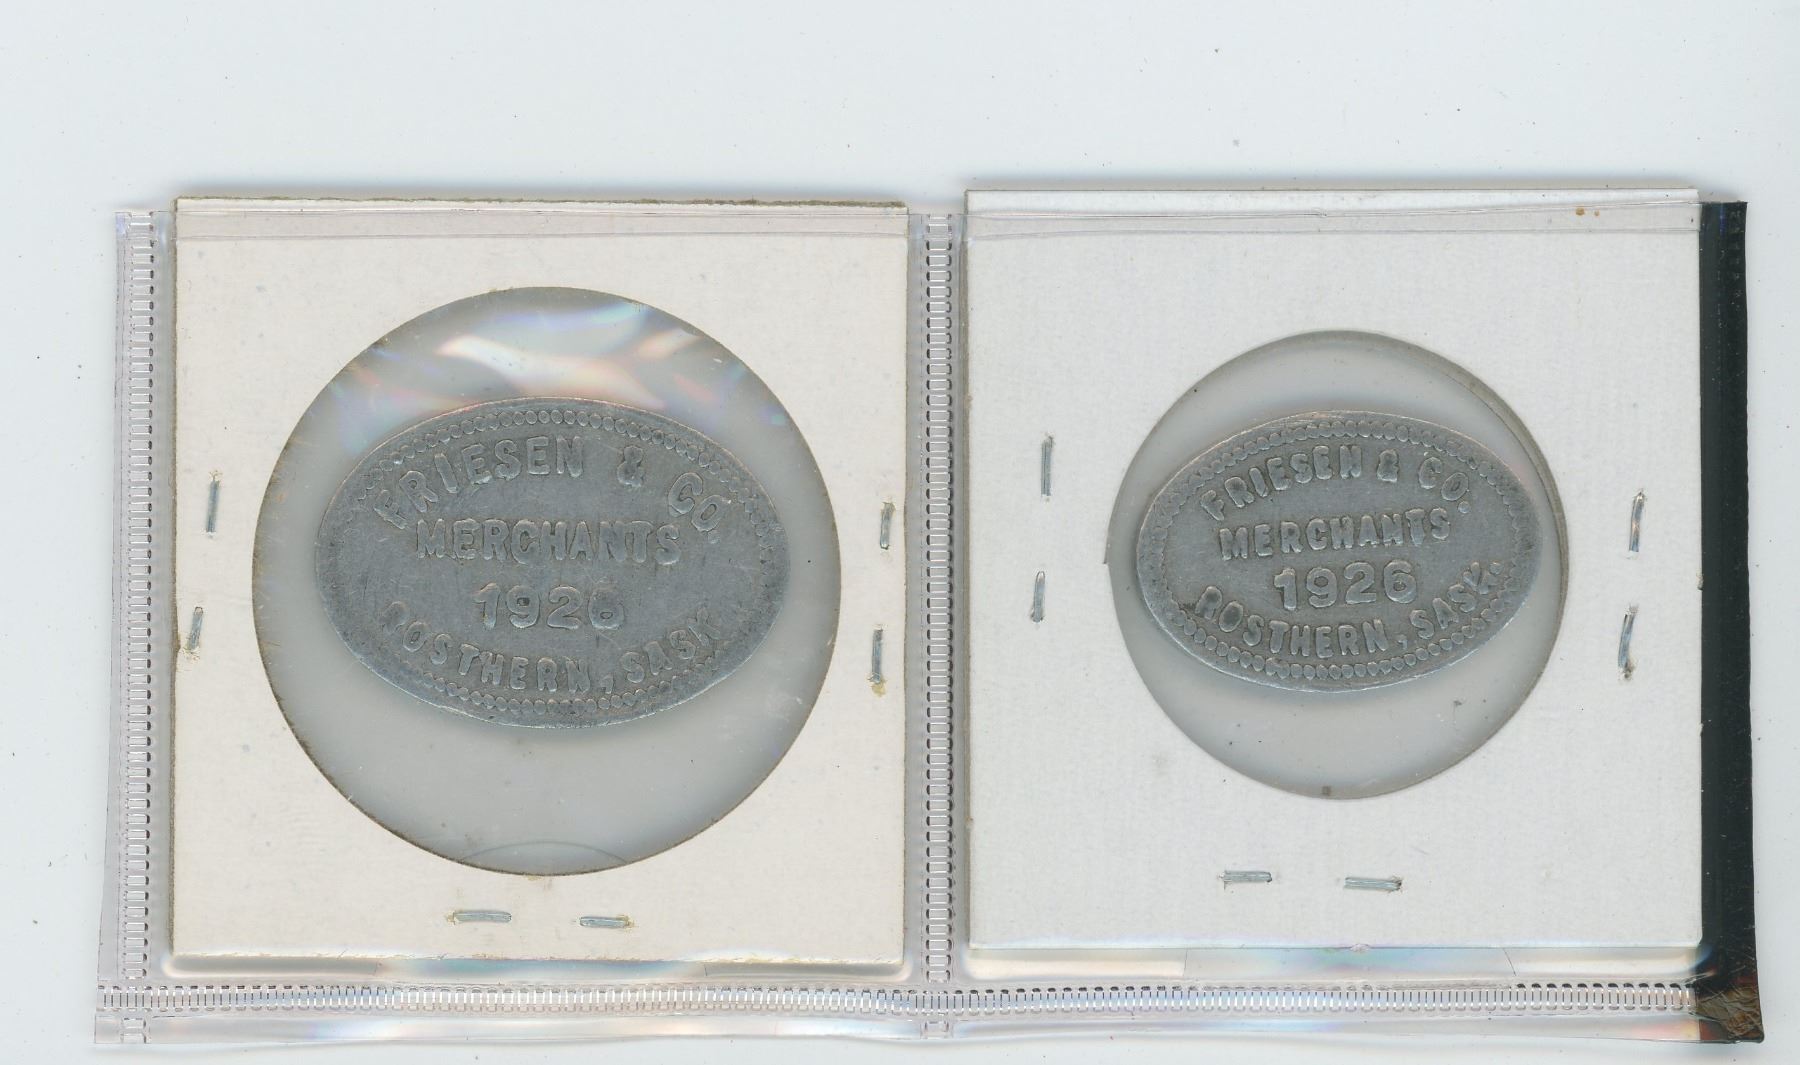 FRIESEN & CO.
MERCHANTS
1926
ROSTHERN, SASK.
FRIESEN & CO.
MERCHANTS
1926
ROSTHERN, SASK.